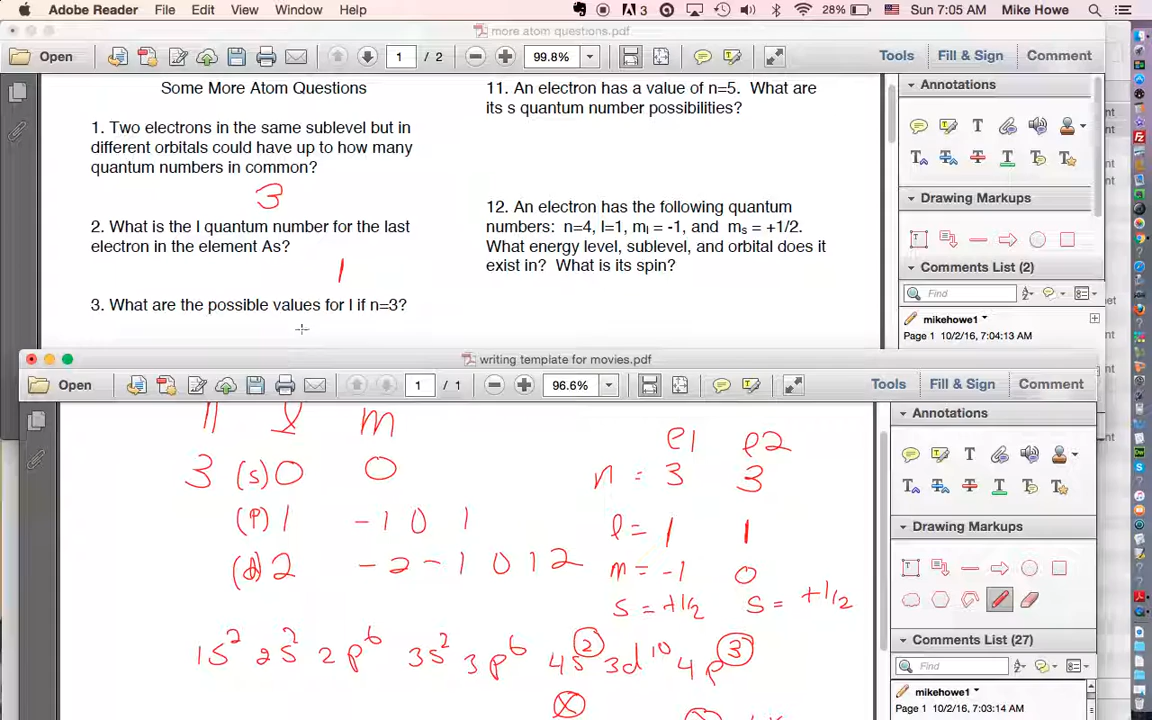 Adobe Reader File Edit View Window Help 3 28% Sun 7:05 AM Mike Howe
more atom questions.pdf
Open 1 / 2 99.8% Tools Fill & Sign Comment
Some More Atom Questions
1. Two electrons in the same sublevel but in
different orbitals could have up to how many
quantum numbers in common?
3
2. What is the l quantum number for the last
electron in the element As?
1
3. What are the possible values for l if n=3?
11. An electron has a value of n=5. What are
its s quantum number possibilities?
12. An electron has the following quantum
numbers: n=4, l=1, ml = -1, and ms = +1/2.
What energy level, sublevel, and orbital does it
exist in? What is its spin?
Annotations
Drawing Markups
Comments List (2)
Find
mikehowe1
Page 1 10/2/16 7:04:13 AM
writing template for movies.pdf
Open 1 / 1 96.6% Tools Fill & Sign Comment
n l m
3 (s) 0 0
(p) 1 -1 0 1
(d) 2 -2 -1 0 1 2
e1 e2
n = 3 3
l = 1 1
m = -1 0
s = +1/2 s = +1/2
1s² 2s² 2p⁶ 3s² 3p⁶ 4s² 3d¹⁰ 4p³
Annotations
Drawing Markups
Comments List (27)
Find
mikehowe1
Page 1 10/2/16 7:03:14 AM